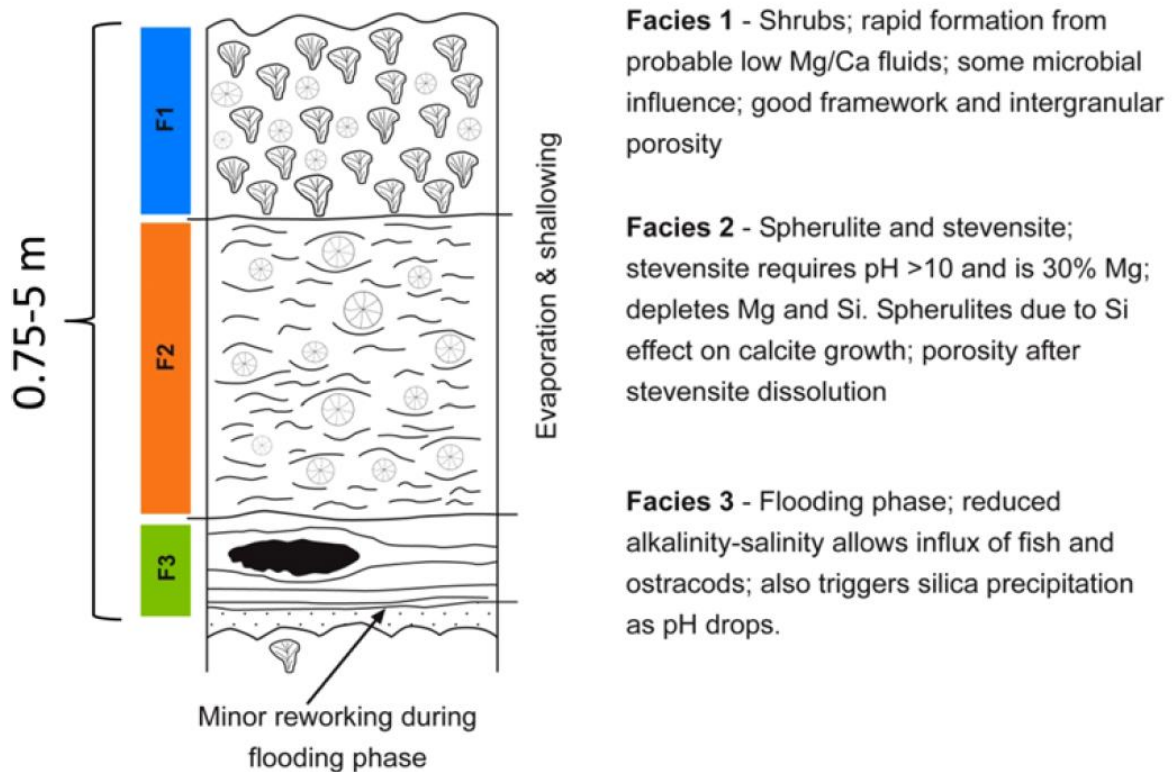 0.75-5 m
F1
F2
F3
Evaporation & shallowing
Minor reworking during
flooding phase
Facies 1 - Shrubs; rapid formation from
probable low Mg/Ca fluids; some microbial
influence; good framework and intergranular
porosity
Facies 2 - Spherulite and stevensite;
stevensite requires pH >10 and is 30% Mg;
depletes Mg and Si. Spherulites due to Si
effect on calcite growth; porosity after
stevensite dissolution
Facies 3 - Flooding phase; reduced
alkalinity-salinity allows influx of fish and
ostracods; also triggers silica precipitation
as pH drops.